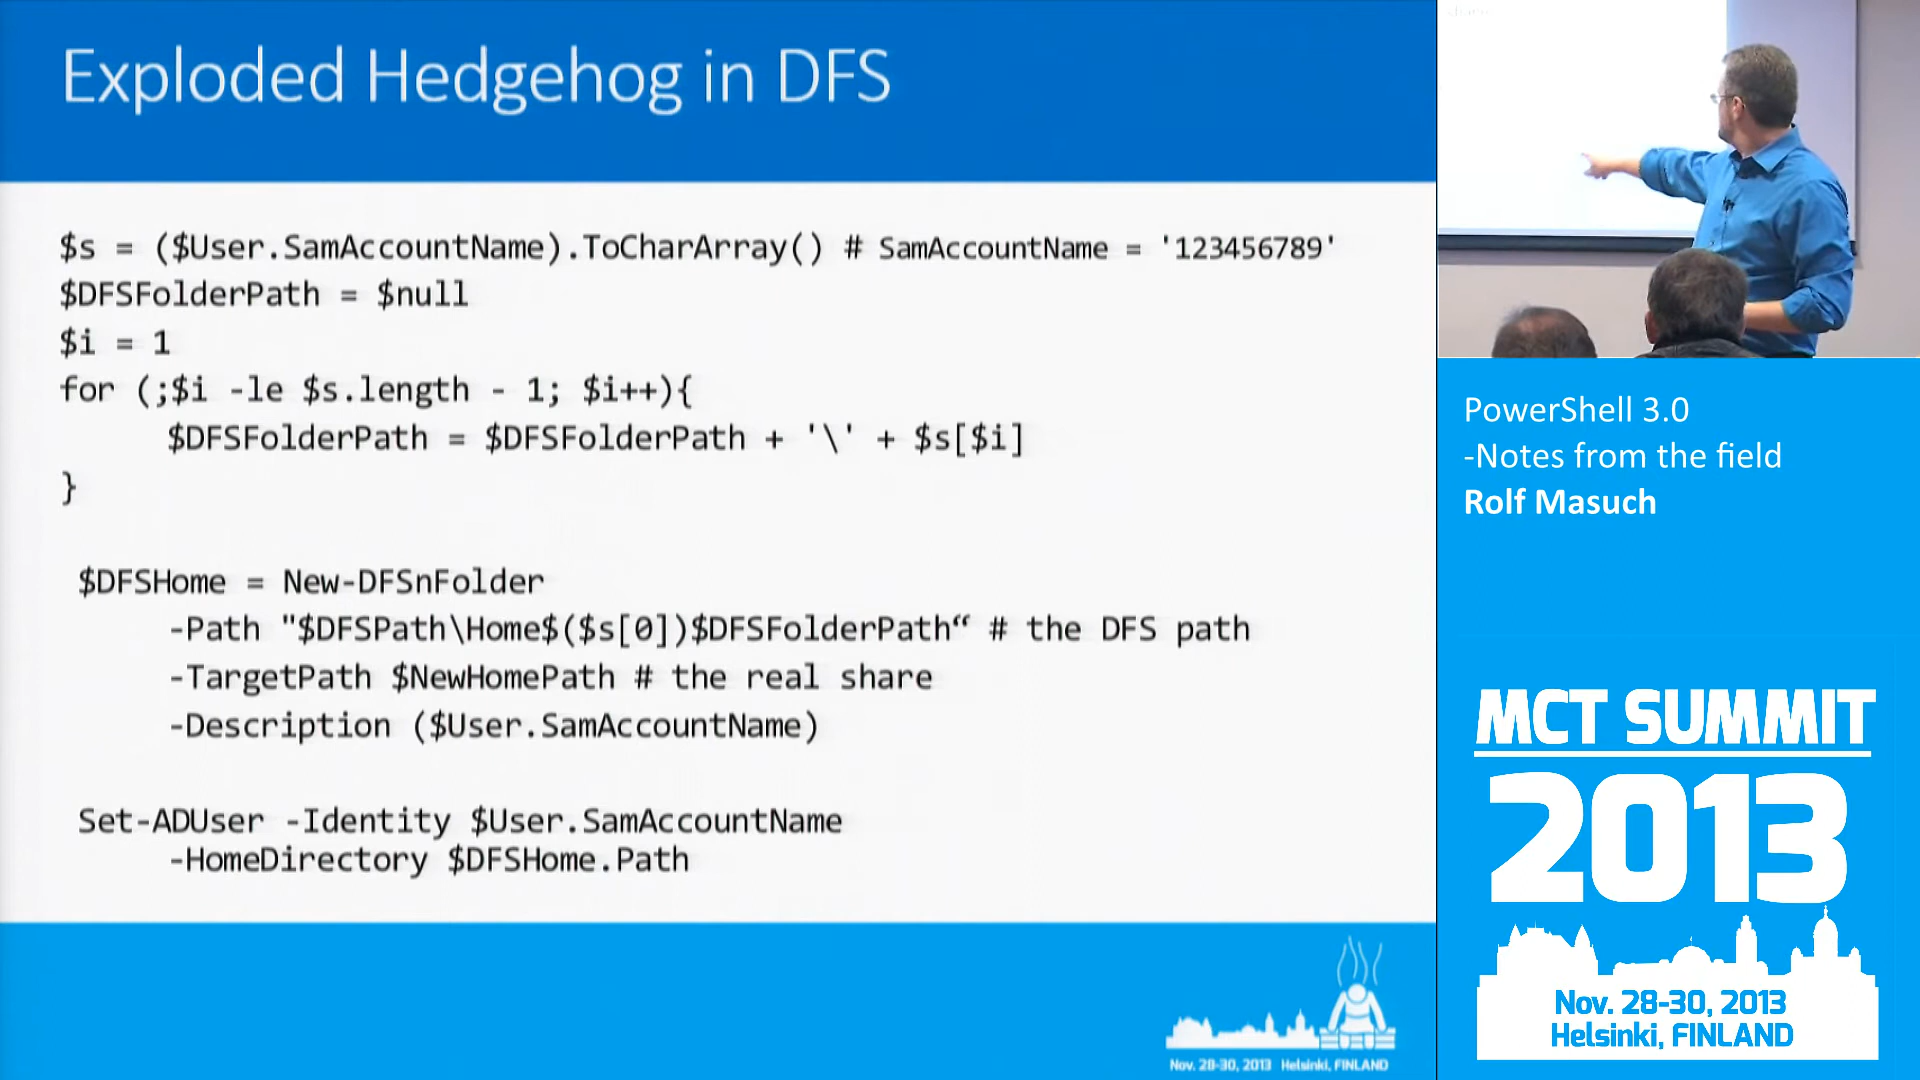 Exploded Hedgehog in DFS
$s = ($User.SamAccountName).ToCharArray() # SamAccountName = '123456789'
$DFSFolderPath = $null
$i = 1
for (;$i -le $s.length - 1; $i++){
$DFSFolderPath = $DFSFolderPath + '\' + $s[$i]
}
$DFSHome = New-DFSnFolder
-Path "$DFSPath\Home$($s[0])$DFSFolderPath“ # the DFS path
-TargetPath $NewHomePath # the real share
-Description ($User.SamAccountName)
Set-ADUser -Identity $User.SamAccountName
-HomeDirectory $DFSHome.Path
Nov. 28-30, 2013 Helsinki, FINLAND
PowerShell 3.0
-Notes from the field
Rolf Masuch
MCT SUMMIT
2013
Nov. 28-30, 2013
Helsinki, FINLAND